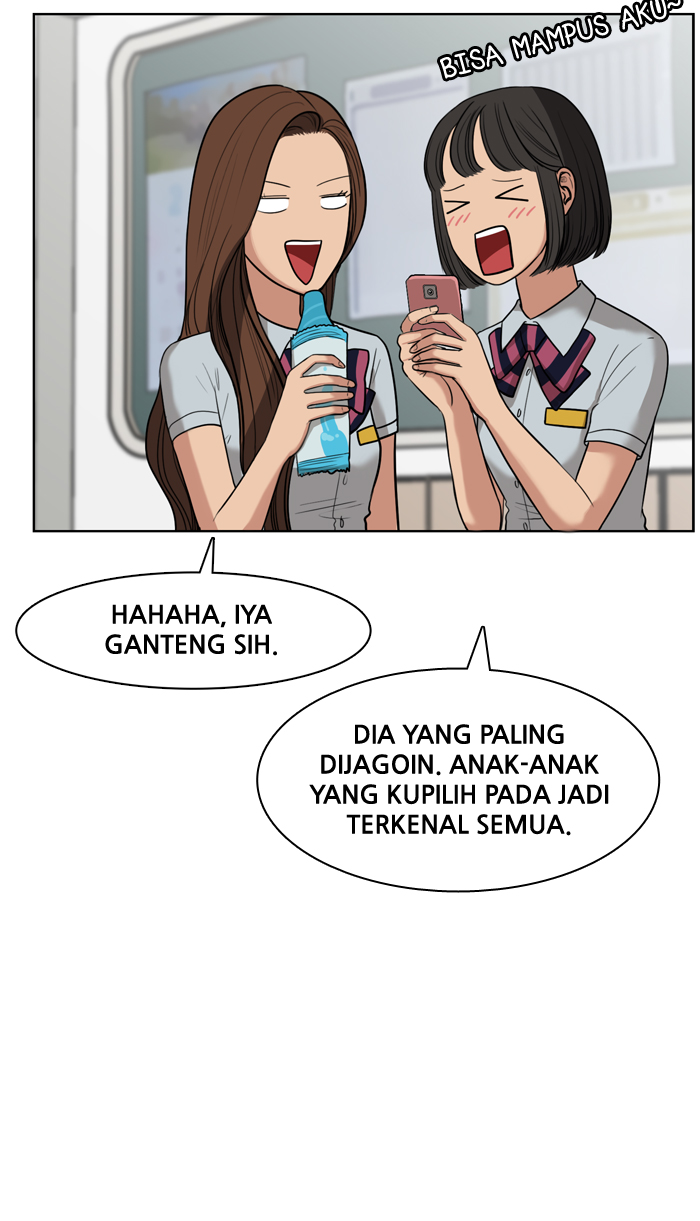 BISA MAMPUS AKU
HAHAHA, IYA
GANTENG SIH.
DIA YANG PALING
DIJAGOIN. ANAK-ANAK
YANG KUPILIH PADA JADI
TERKENAL SEMUA.